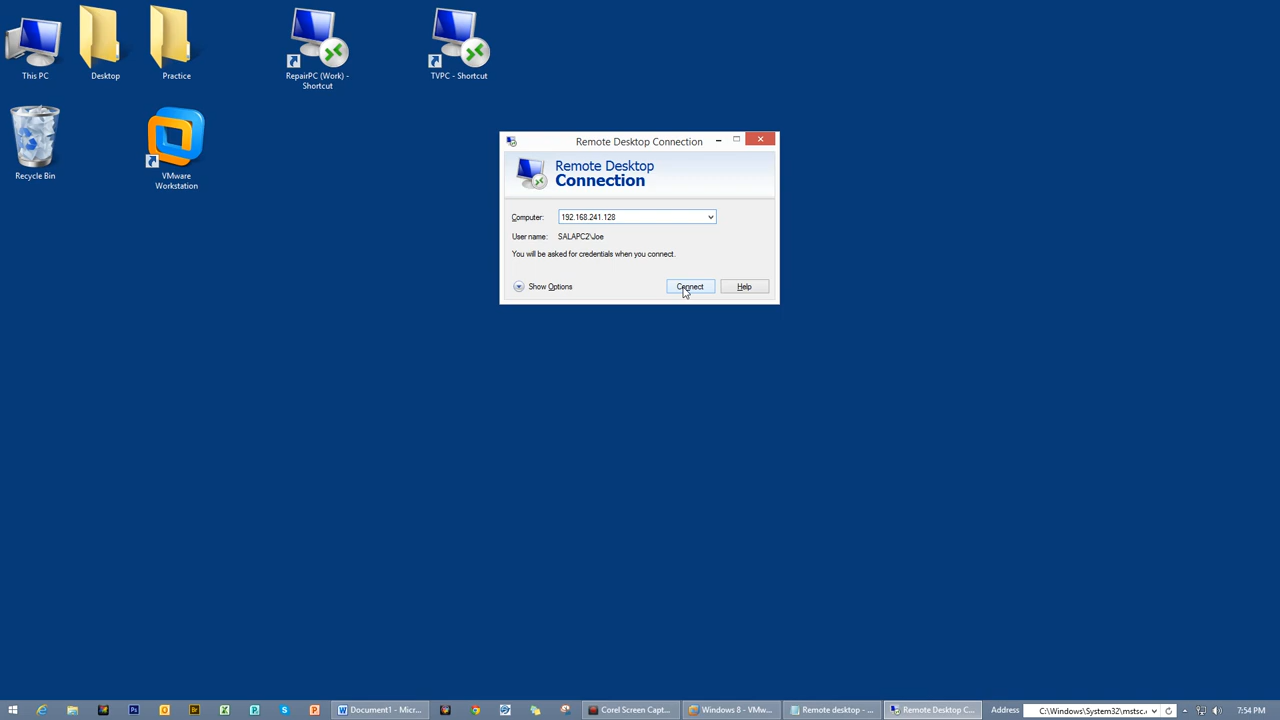 This PC
Desktop
Practice
RepairPC (Work) -
Shortcut
TVPC - Shortcut
Recycle Bin
VMware
Workstation
Remote Desktop Connection
Remote Desktop
Connection
Computer: 192.168.241.128
User name: SALAPC2\Joe
You will be asked for credentials when you connect.
Show Options
Connect
Help
Document1 - Micr...
Corel Screen Capt...
Windows 8 - VMw...
Remote desktop - ...
Remote Desktop C...
Address
C:\Windows\System32\mstsc.e
7:54 PM